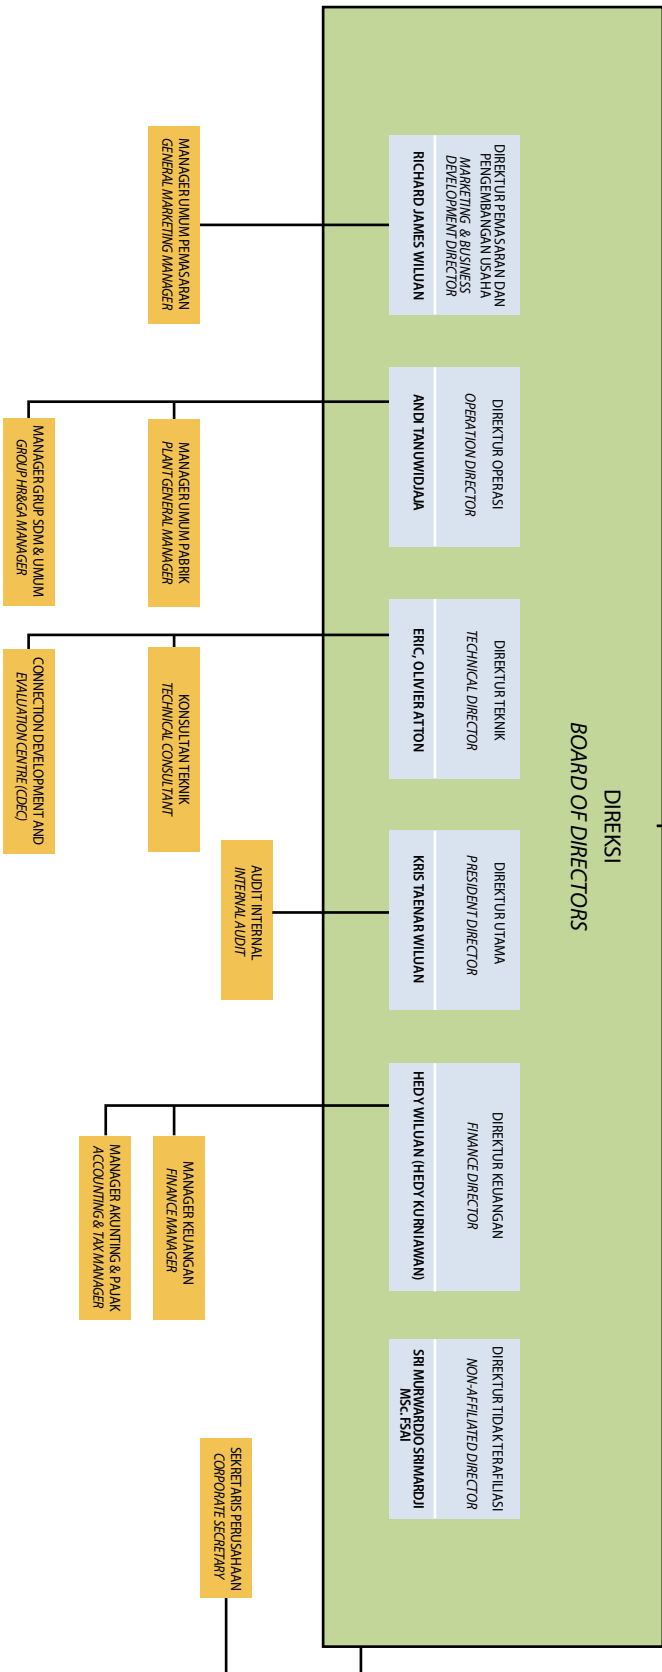 DIREKSI
BOARD OF DIRECTORS
DIREKTUR PEMASARAN DAN
PENGEMBANGAN USAHA
MARKETING & BUSINESS
DEVELOPMENT DIRECTOR
RICHARD JAMES WILUAN
DIREKTUR OPERASI
OPERATION DIRECTOR
ANDI TANUWIDJAJA
DIREKTUR TEKNIK
TECHNICAL DIRECTOR
ERIC, OLIVIER ATTON
DIREKTUR UTAMA
PRESIDENT DIRECTOR
KRIS TAENAR WILUAN
DIREKTUR KEUANGAN
FINANCE DIRECTOR
HEDY WILUAN (HEDY KURNIAWAN)
DIREKTUR TIDAK TERAFILIASI
NON-AFFILIATED DIRECTOR
SRI MURWARDJO SRIMARDJI
MSc. FSAI
MANAGER UMUM PEMASARAN
GENERAL MARKETING MANAGER
MANAGER UMUM PABRIK
PLANT GENERAL MANAGER
MANAGER GRUP SDM & UMUM
GROUP HR&GA MANAGER
KONSULTAN TEKNIK
TECHNICAL CONSULTANT
CONNECTION DEVELOPMENT AND
EVALUATION CENTRE (CDEC)
AUDIT INTERNAL
INTERNAL AUDIT
MANAGER KEUANGAN
FINANCE MANAGER
MANAGER AKUNTING & PAJAK
ACCOUNTING & TAX MANAGER
SEKRETARIS PERUSAHAAN
CORPORATE SECRETARY